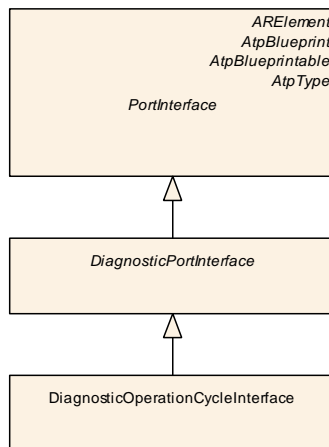 ARElement
AtpBlueprint
AtpBlueprintable
AtpType
PortInterface
DiagnosticPortInterface
DiagnosticOperationCycleInterface